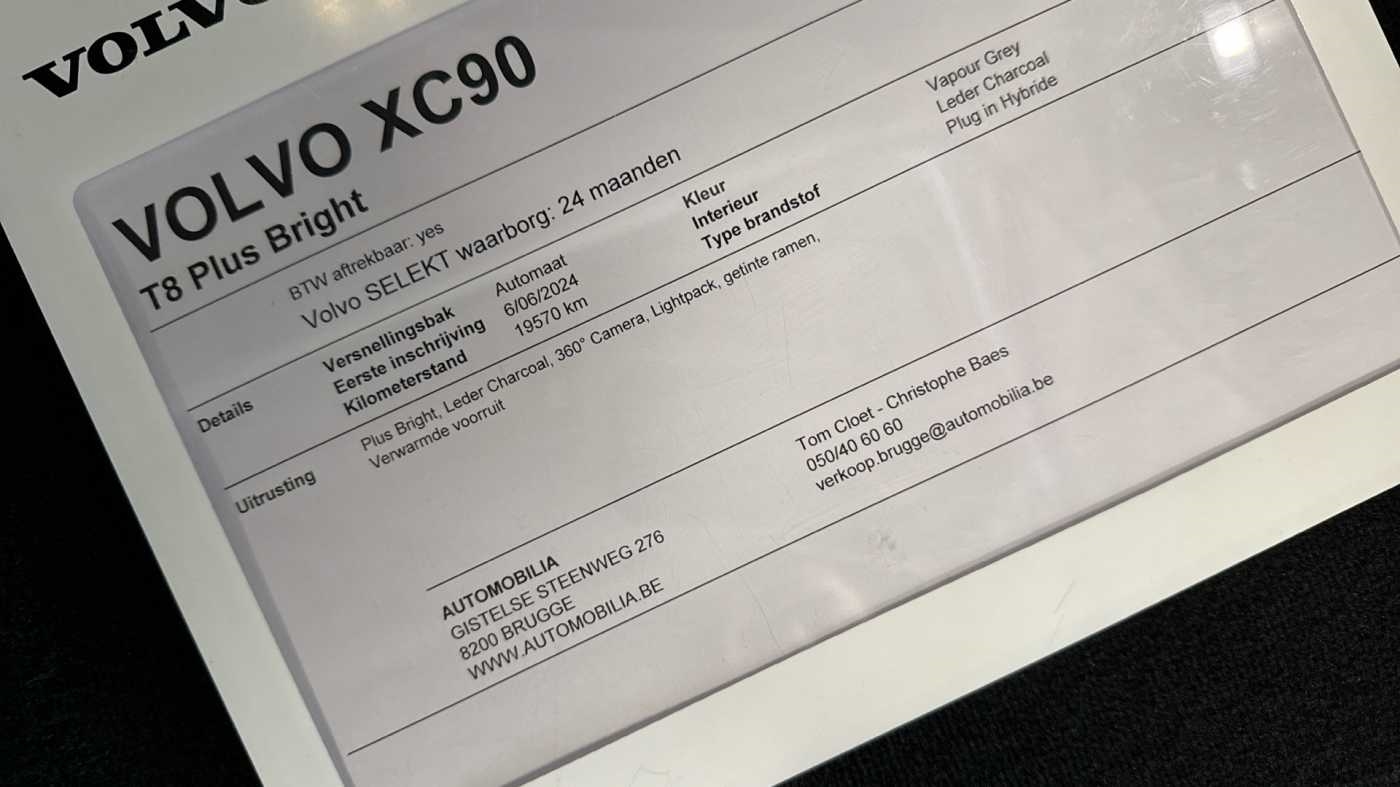 VOLVO
VOLVO XC90
T8 Plus Bright
BTW aftrekbaar: yes
Volvo SELEKT waarborg: 24 maanden
Details
Versnellingsbak Automaat Kleur Vapour Grey
Eerste inschrijving 6/06/2024 Interieur Leder Charcoal
Kilometerstand 19570 km Type brandstof Plug in Hybride
Uitrusting
Plus Bright, Leder Charcoal, 360° Camera, Lightpack, getinte ramen,
Verwarmde voorruit
AUTOMOBILIA
GISTELSE STEENWEG 276
8200 BRUGGE
WWW.AUTOMOBILIA.BE
Tom Cloet - Christophe Baes
050/40 60 60
verkoop.brugge@automobilia.be